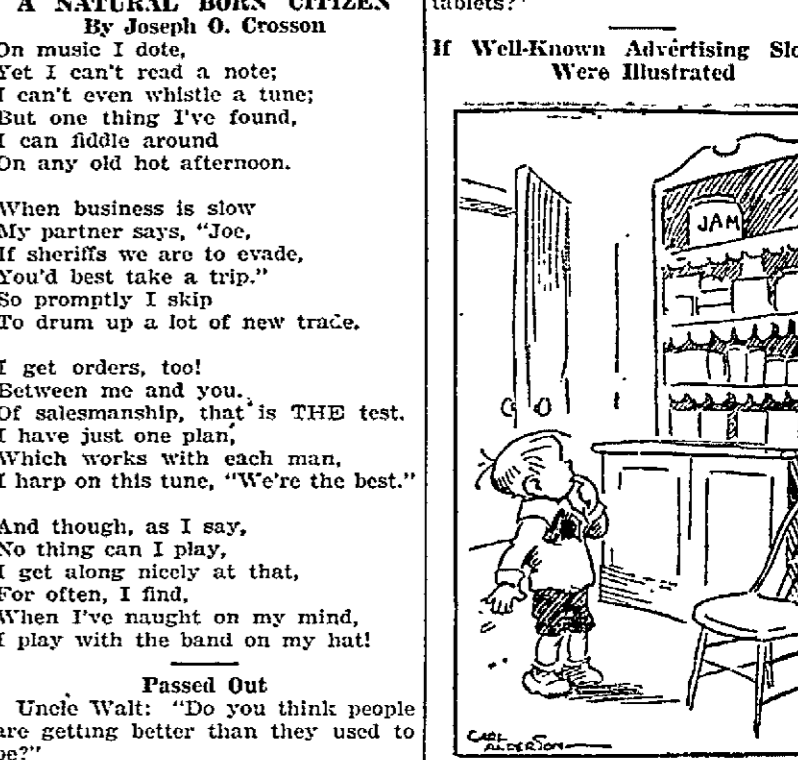 A NATURAL BORN CITIZEN
By Joseph O. Crosson
On music I dote,
Yet I can't read a note;
I can't even whistle a tune;
But one thing I've found,
I can fiddle around
On any old hot afternoon.
When business is slow
My partner says, "Joe,
If sheriffs we are to evade,
You'd best take a trip."
So promptly I skip
To drum up a lot of new trade.
I get orders, too!
Between me and you.
Of salesmanship, that is THE test.
I have just one plan,
Which works with each man,
I harp on this tune, "We're the best."
And though, as I say,
No thing can I play,
I get along nicely at that,
For often, I find,
When I've naught on my mind,
I play with the band on my hat!
Passed Out
Uncle Walt: "Do you think people
are getting better than they used to
be?"
tablets?"
If Well-Known Advertising Slo
Were Illustrated
JAM
CARL
ALDERSON